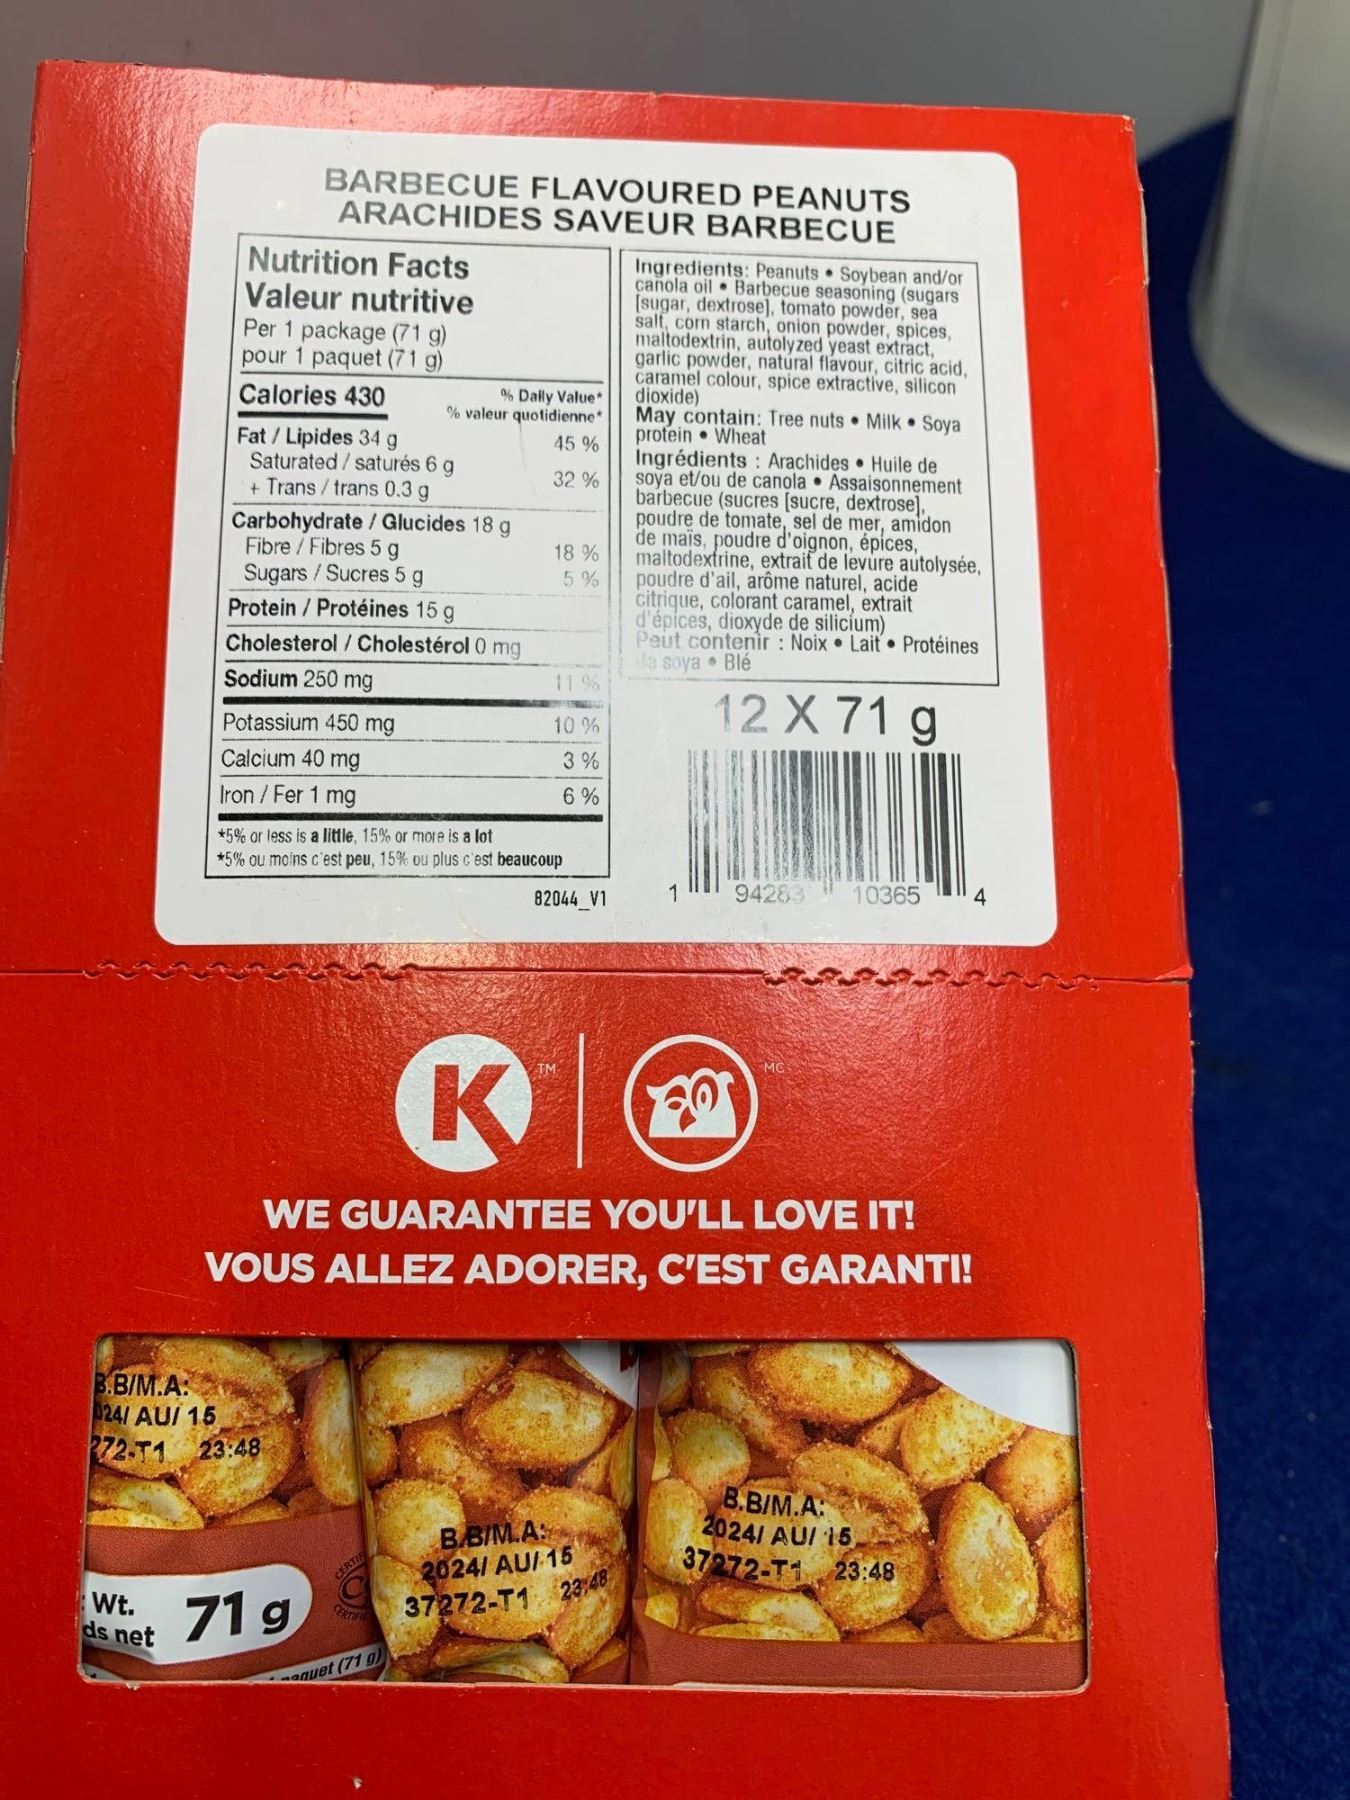 BARBECUE FLAVOURED PEANUTS
ARACHIDES SAVEUR BARBECUE
Nutrition Facts
Valeur nutritive
Per 1 package (71 g)
pour 1 paquet (71 g)
Calories 430
% Daily Value*
% valeur quotidienne*
Fat / Lipides 34 g 45 %
Saturated / saturés 6 g
+ Trans / trans 0.3 g 32 %
Carbohydrate / Glucides 18 g
Fibre / Fibres 5 g 18 %
Sugars / Sucres 5 g 5 %
Protein / Protéines 15 g
Cholesterol / Cholestérol 0 mg
Sodium 250 mg 11 %
Potassium 450 mg 10 %
Calcium 40 mg 3 %
Iron / Fer 1 mg 6 %
*5% or less is a little, 15% or more is a lot
*5% ou moins c'est peu, 15% ou plus c'est beaucoup
82044_V1
Ingredients: Peanuts • Soybean and/or
canola oil • Barbecue seasoning (sugars
[sugar, dextrose], tomato powder, sea
salt, corn starch, onion powder, spices,
maltodextrin, autolyzed yeast extract,
garlic powder, natural flavour, citric acid,
caramel colour, spice extractive, silicon
dioxide)
May contain: Tree nuts • Milk • Soya
protein • Wheat
Ingrédients : Arachides • Huile de
soya et/ou de canola • Assaisonnement
barbecue (sucres [sucre, dextrose],
poudre de tomate, sel de mer, amidon
de maïs, poudre d'oignon, épices,
maltodextrine, extrait de levure autolysée,
poudre d'ail, arôme naturel, acide
citrique, colorant caramel, extrait
d'épices, dioxyde de silicium)
Peut contenir : Noix • Lait • Protéines
soya • Blé
12 X 71 g
1 94283 10365 4
K TM MC
WE GUARANTEE YOU'LL LOVE IT!
VOUS ALLEZ ADORER, C'EST GARANTI!
B.B/M.A:
024/ AU/ 15
272-T1 23:48
Wt.
ds net 71 g
paquet (71 g)
B.B/M.A:
2024/ AU/ 15
37272-T1 23:48
B.B/M.A:
2024/ AU/ 15
37272-T1 23:48